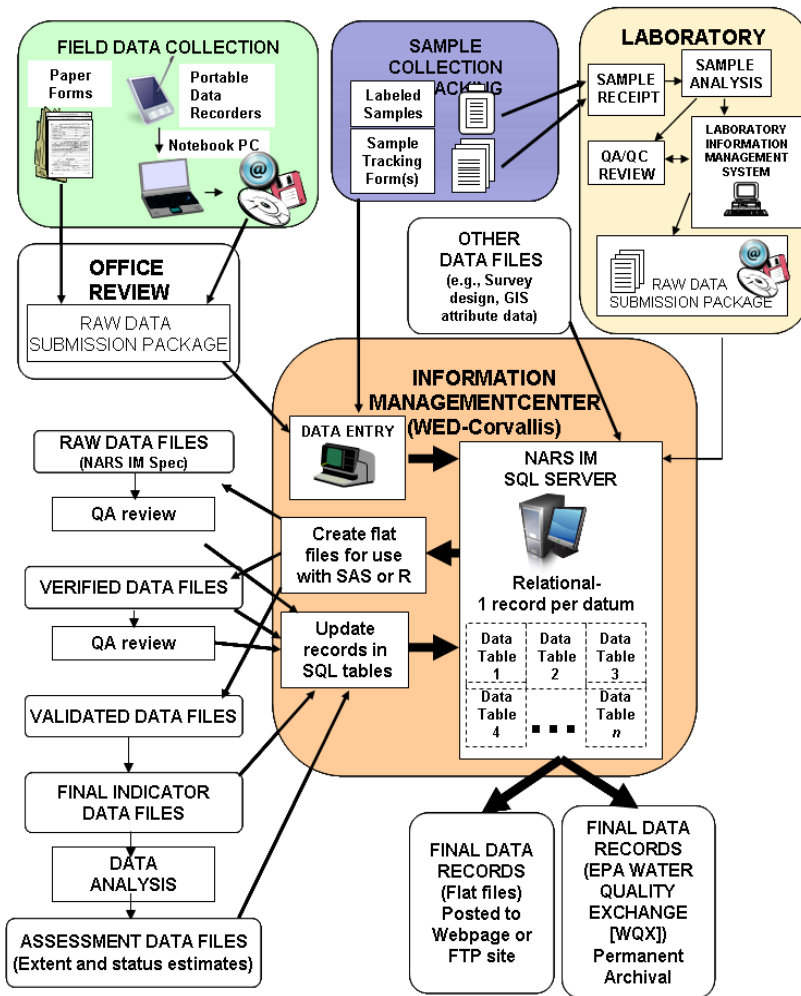 FIELD DATA COLLECTION
Paper
Forms
Portable
Data
Recorders
Notebook PC
SAMPLE
COLLECTION
Labeled
Samples
Sample
Tracking
Form(s)
LABORATORY
SAMPLE
RECEIPT
SAMPLE
ANALYSIS
QA/QC
REVIEW
LABORATORY
INFORMATION
MANAGEMENT
SYSTEM
RAW DATA
SUBMISSION PACKAGE
OFFICE
REVIEW
RAW DATA
SUBMISSION PACKAGE
OTHER
DATA FILES
(e.g., Survey
design, GIS
attribute data)
INFORMATION
MANAGEMENTCENTER
(WED-Corvallis)
DATA ENTRY
NARS IM
SQL SERVER
Relational-
1 record per datum
Data
Table
1
Data
Table
2
Data
Table
3
Data
Table
4
...
Data
Table
n
Create flat
files for use
with SAS or R
Update
records in
SQL tables
RAW DATA FILES
(NARS IM Spec)
QA review
VERIFIED DATA FILES
QA review
VALIDATED DATA FILES
FINAL INDICATOR
DATA FILES
DATA
ANALYSIS
ASSESSMENT DATA FILES
(Extent and status estimates)
FINAL DATA
RECORDS
(Flat files)
Posted to
Webpage or
FTP site
FINAL DATA
RECORDS
(EPA WATER
QUALITY
EXCHANGE
[WQX])
Permanent
Archival